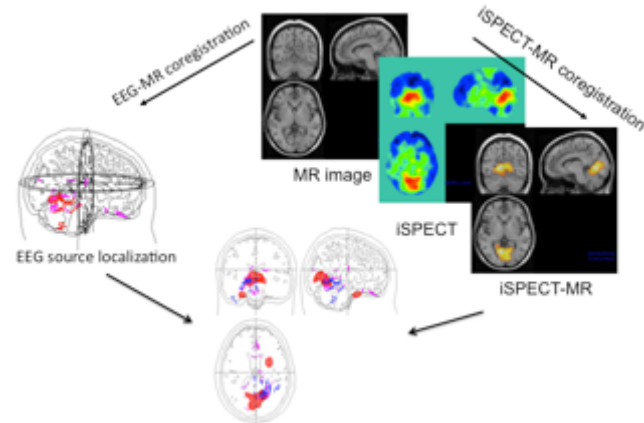 EEG-MR coregistration
iSPECT-MR coregistration
MR image
iSPECT
EEG source localization
iSPECT-MR